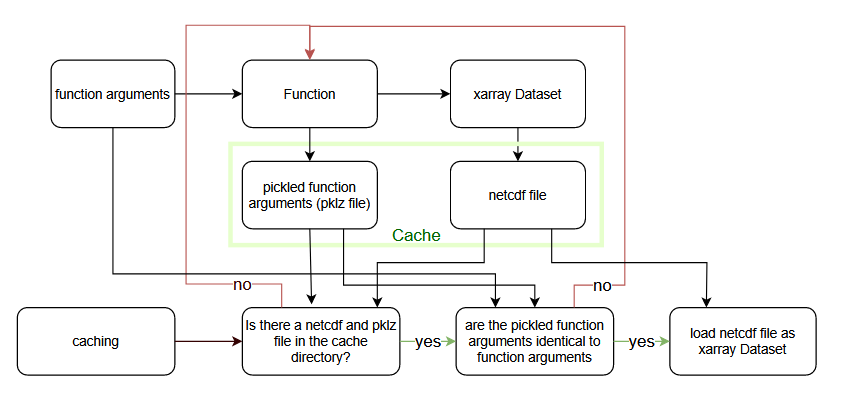 function arguments
Function
xarray Dataset
pickled function
arguments (pklz file)
netcdf file
Cache
no
no
caching
Is there a netcdf and pklz
file in the cache
directory?
yes
are the pickled function
arguments identical to
function arguments
yes
load netcdf file as
xarray Dataset